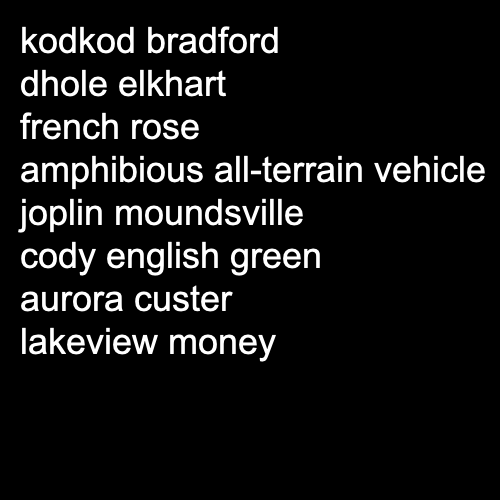 kodkod bradford
dhole elkhart
french rose
amphibious all-terrain vehicle
joplin moundsville
cody english green
aurora custer
lakeview money